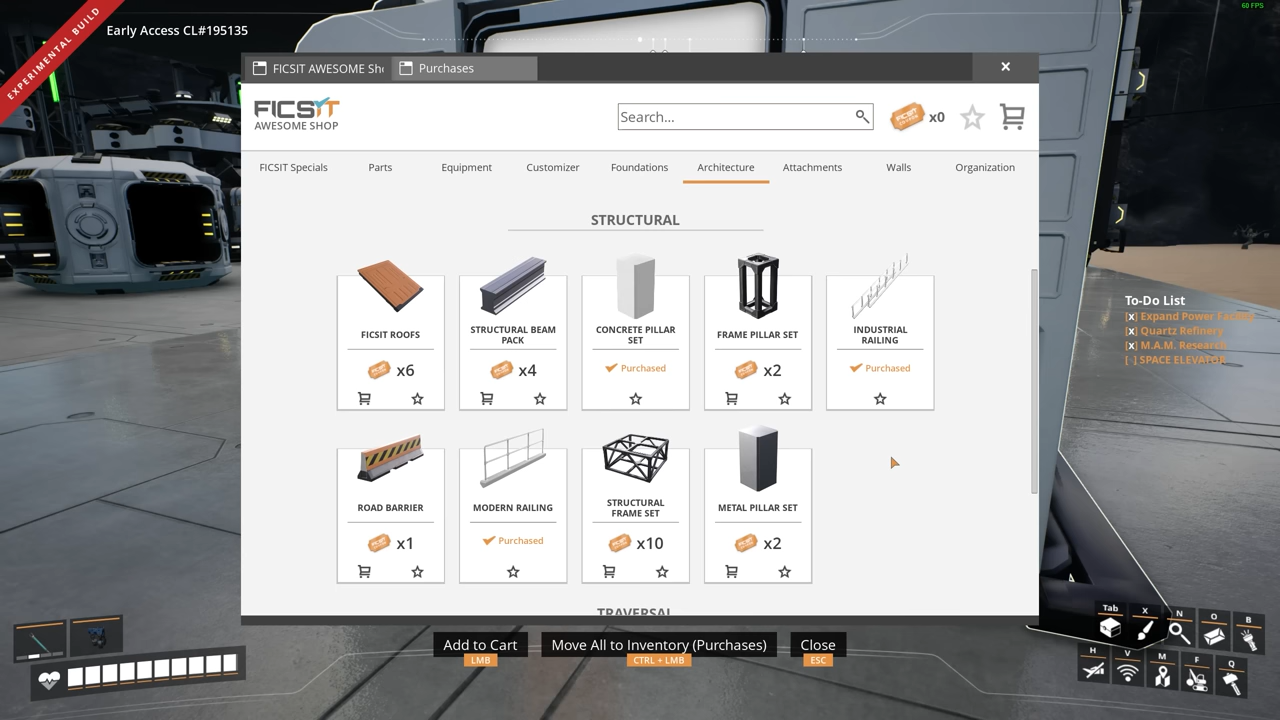 60 FPS
EXPERIMENTAL BUILD
Early Access CL#195135
FICSIT AWESOME Sh
Purchases
FICSIT
AWESOME SHOP
Search...
x0
FICSIT Specials
Parts
Equipment
Customizer
Foundations
Architecture
Attachments
Walls
Organization
STRUCTURAL
FICSIT ROOFS
x6
STRUCTURAL BEAM
PACK
x4
CONCRETE PILLAR
SET
Purchased
FRAME PILLAR SET
x2
INDUSTRIAL
RAILING
Purchased
ROAD BARRIER
x1
MODERN RAILING
Purchased
STRUCTURAL
FRAME SET
x10
METAL PILLAR SET
x2
TRAVERSAL
To-Do List
[x] Expand Power Facility
[x] Quartz Refinery
[x] M.A.M. Research
[ ] SPACE ELEVATOR
Add to Cart
LMB
Move All to Inventory (Purchases)
CTRL + LMB
Close
ESC
Tab
X
N
O
B
H
V
M
F
Q